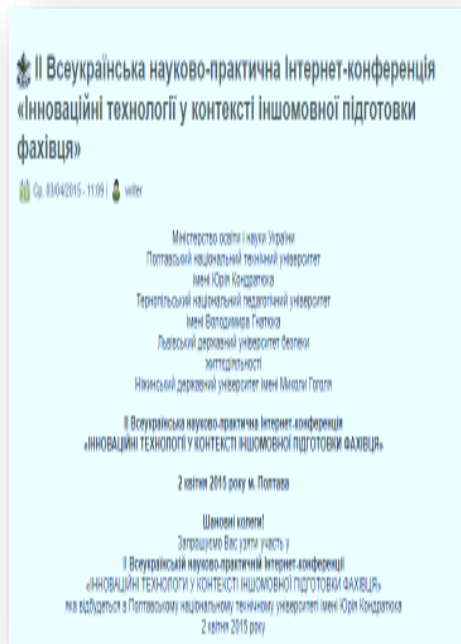 ІІ Всеукраїнська науково-практична Інтернет-конференція
«Інноваційні технології у контексті іншомовної підготовки
фахівця»
Ср, 03/04/2015 - 11:09 | writer
Міністерство освіти і науки України
Полтавський національний технічний університет
імені Юрія Кондратюка
Тернопільський національний педагогічний університет
імені Володимира Гнатюка
Львівський державний університет безпеки
життєдіяльності
Ніжинський державний університет імені Миколи Гоголя
ІІ Всеукраїнська науково-практична Інтернет-конференція
«ІННОВАЦІЙНІ ТЕХНОЛОГІЇ У КОНТЕКСТІ ІНШОМОВНОЇ ПІДГОТОВКИ ФАХІВЦЯ»
2 квітня 2015 року м. Полтава
Шановні колеги!
Запрошуємо Вас узяти участь у
ІІ Всеукраїнській науково-практичній Інтернет-конференції
«ІННОВАЦІЙНІ ТЕХНОЛОГІЇ У КОНТЕКСТІ ІНШОМОВНОЇ ПІДГОТОВКИ ФАХІВЦЯ»
яка відбудеться в Полтавському національному технічному університеті імені Юрія Кондратюка
2 квітня 2015 року